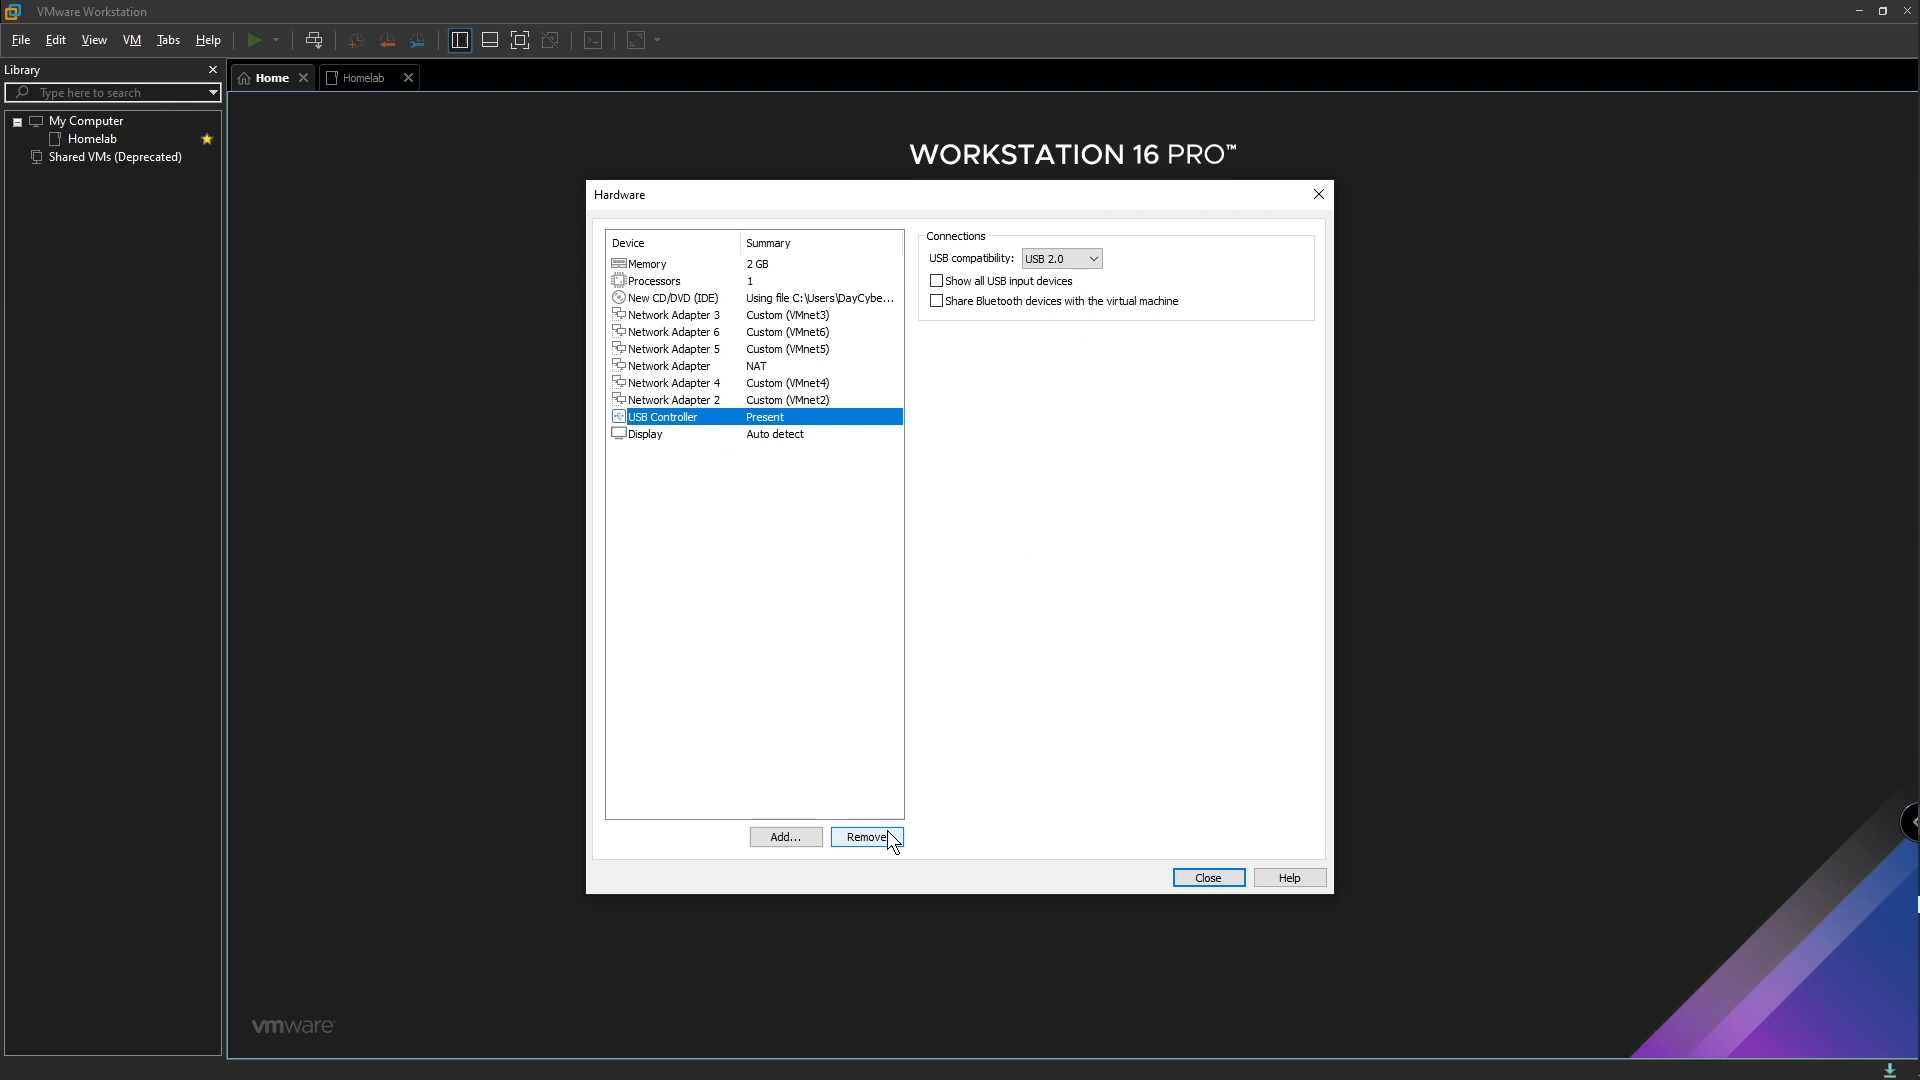 VMware Workstation
File Edit View VM Tabs Help
Library
Type here to search
My Computer
Homelab
Shared VMs (Deprecated)
Home
Homelab
WORKSTATION 16 PRO™
Hardware
Device Summary
Memory 2 GB
Processors 1
New CD/DVD (IDE) Using file C:\Users\DayCybe...
Network Adapter 3 Custom (VMnet3)
Network Adapter 6 Custom (VMnet6)
Network Adapter 5 Custom (VMnet5)
Network Adapter NAT
Network Adapter 4 Custom (VMnet4)
Network Adapter 2 Custom (VMnet2)
USB Controller Present
Display Auto detect
Connections
USB compatibility: USB 2.0
Show all USB input devices
Share Bluetooth devices with the virtual machine
Add... Remove
Close Help
vmware